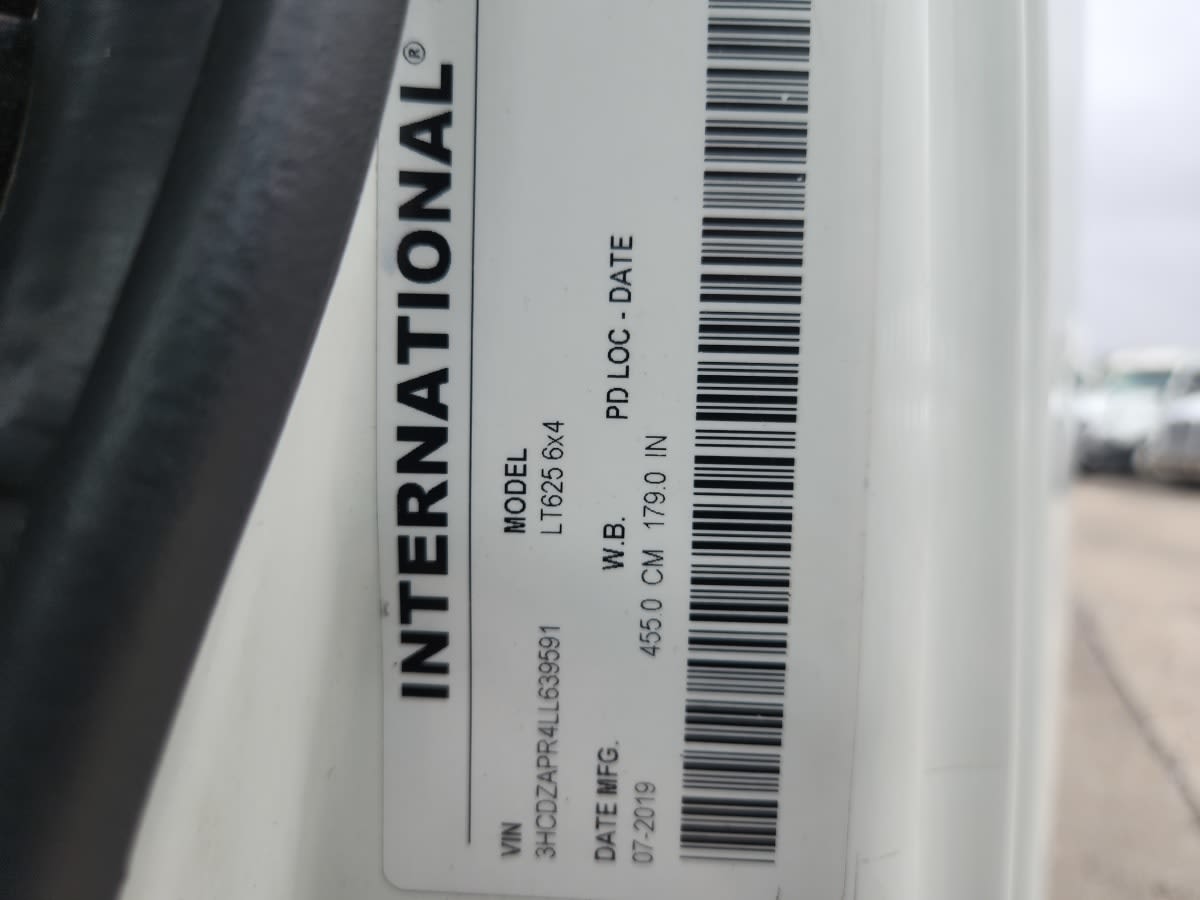 INTERNATIONAL®
VIN MODEL
3HCDZAPR4LL639591 LT625 6x4
DATE MFG. W.B. PD LOC - DATE
07-2019 455.0 CM 179.0 IN